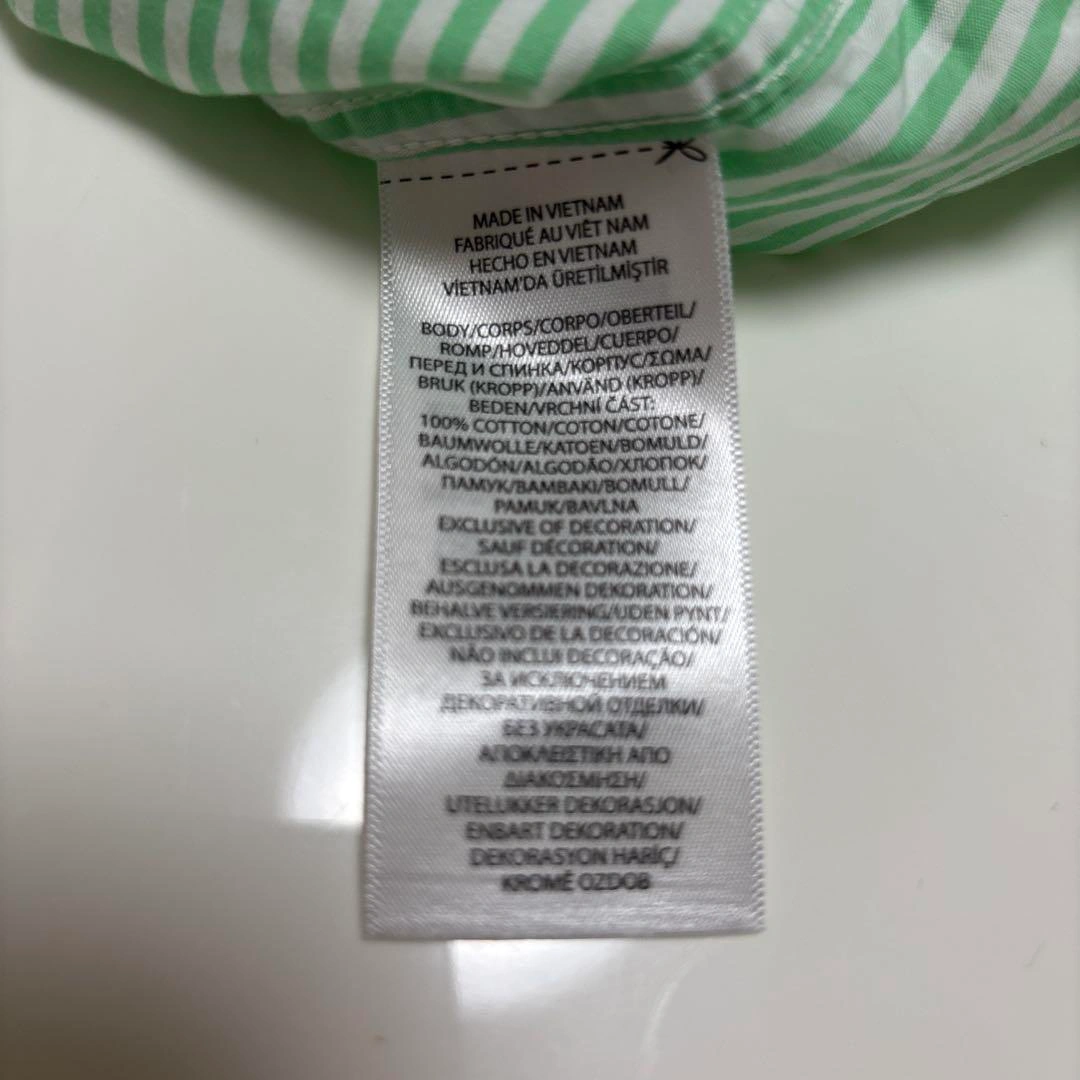 MADE IN VIETNAM
FABRIQUÉ AU VIÊT NAM
HECHO EN VIETNAM
VİETNAM'DA ÜRETİLMİŞTİR
BODY/CORPS/CORPO/OBERTEIL/
ROMP/HOVEDDEL/CUERPO/
ПЕРЕД И СПИНКА/КОРПУС/ΣΩΜΑ/
BRUK (KROPP)/ANVÄND (KROPP)/
BEDEN/VRCHNÍ ČÁST:
100% COTTON/COTON/COTONE/
BAUMWOLLE/KATOEN/BOMULD/
ALGODÓN/ALGODÃO/ХЛОПОК/
ПАМУК/ΒΑΜΒΑΚΙ/BOMULL/
PAMUK/BAVLNA
EXCLUSIVE OF DECORATION/
SAUF DÉCORATION/
ESCLUSA LA DECORAZIONE/
AUSGENOMMEN DEKORATION/
BEHALVE VERSIERING/UDEN PYNT/
EXCLUSIVO DE LA DECORACIÓN/
NÃO INCLUI DECORAÇÃO/
ЗА ИСКЛЮЧЕНИЕМ
ДЕКОРАТИВНОЙ ОТДЕЛКИ/
БЕЗ УКРАСАТА/
ΑΠΟΚΛΕΙΣΤΙΚΗ ΑΠΟ
ΔΙΑΚΟΣΜΗΣΗ/
UTELUKKER DEKORASJON/
ENBART DEKORATION/
DEKORASYON HARİÇ/
KROMĚ OZDOB